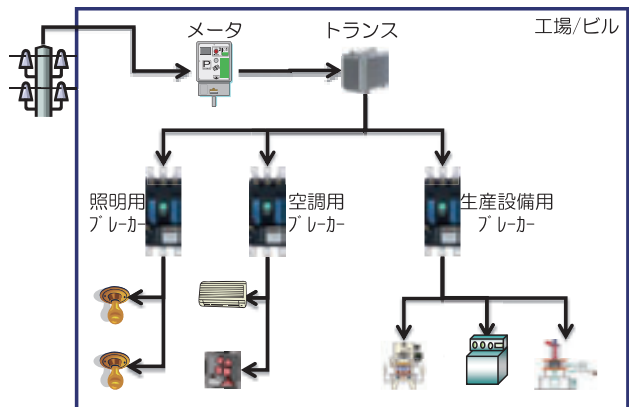 工場/ビル
メータ
トランス
照明用
ブレーカー
空調用
ブレーカー
生産設備用
ブレーカー